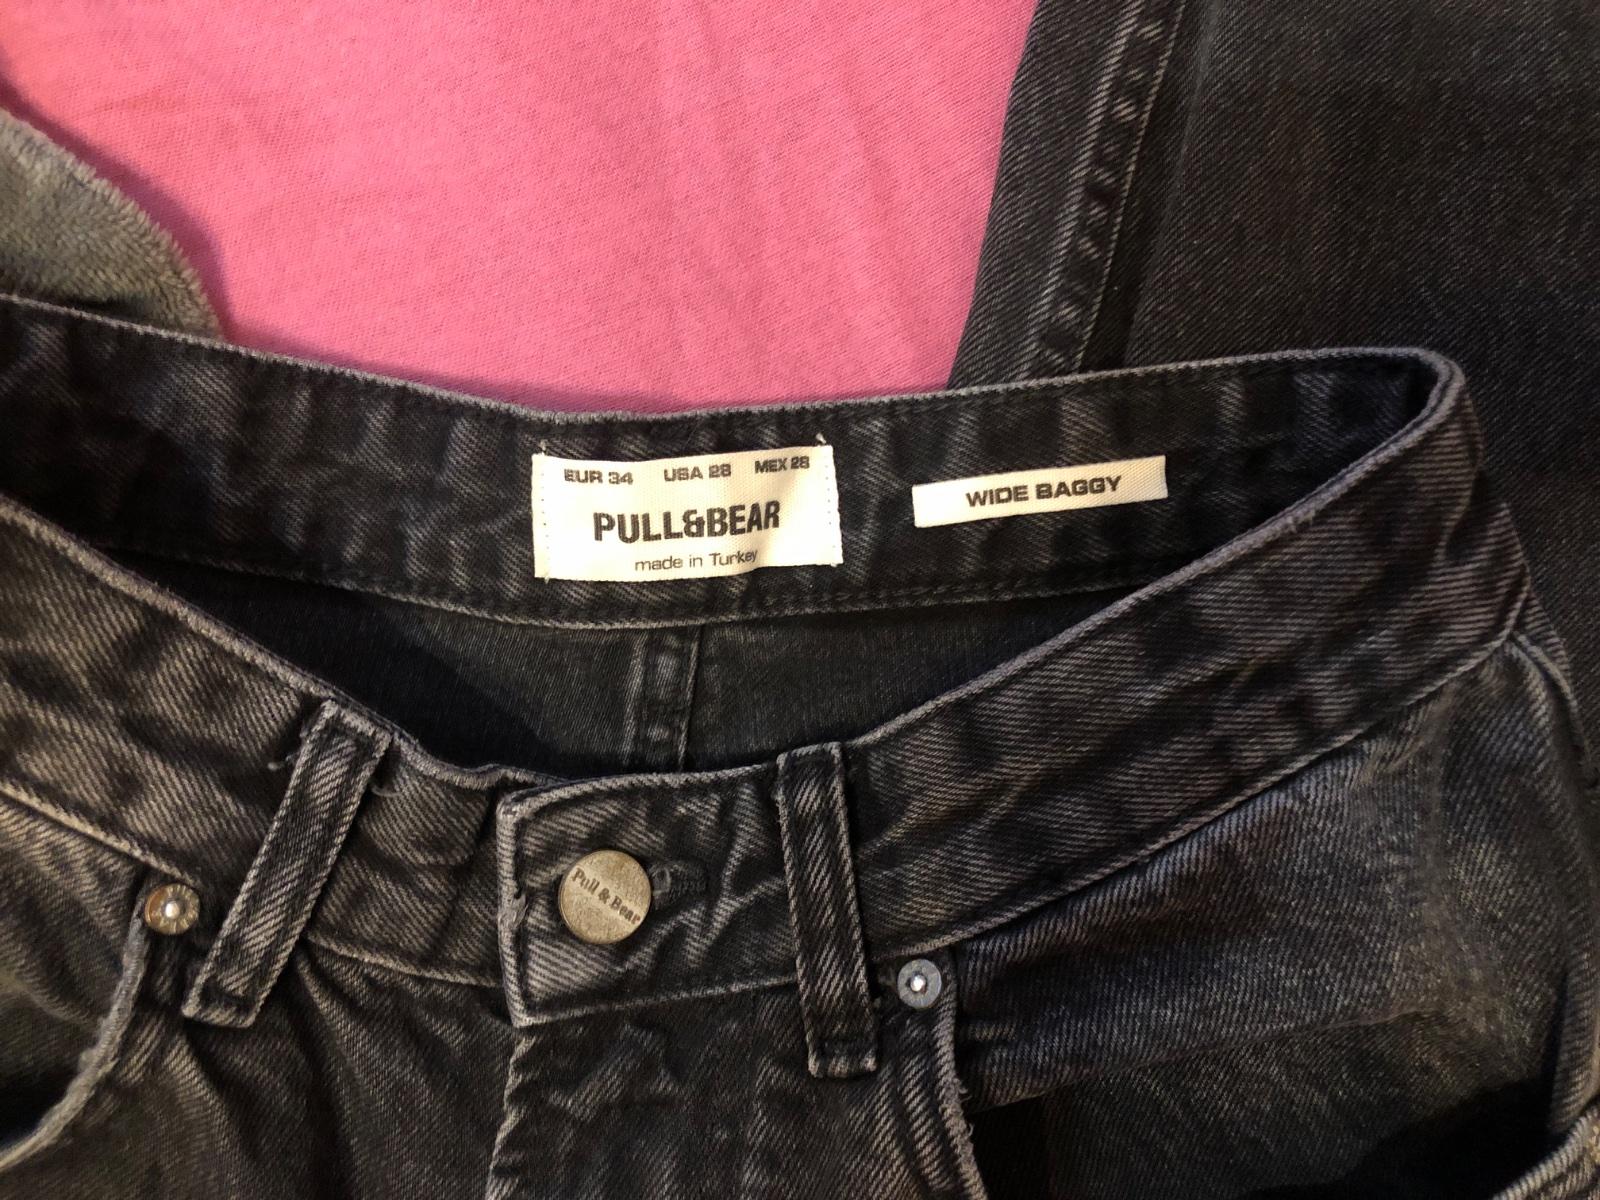 EUR 34 USA 28 MEX 28
PULL&BEAR
made in Turkey
WIDE BAGGY
Pull & Bear